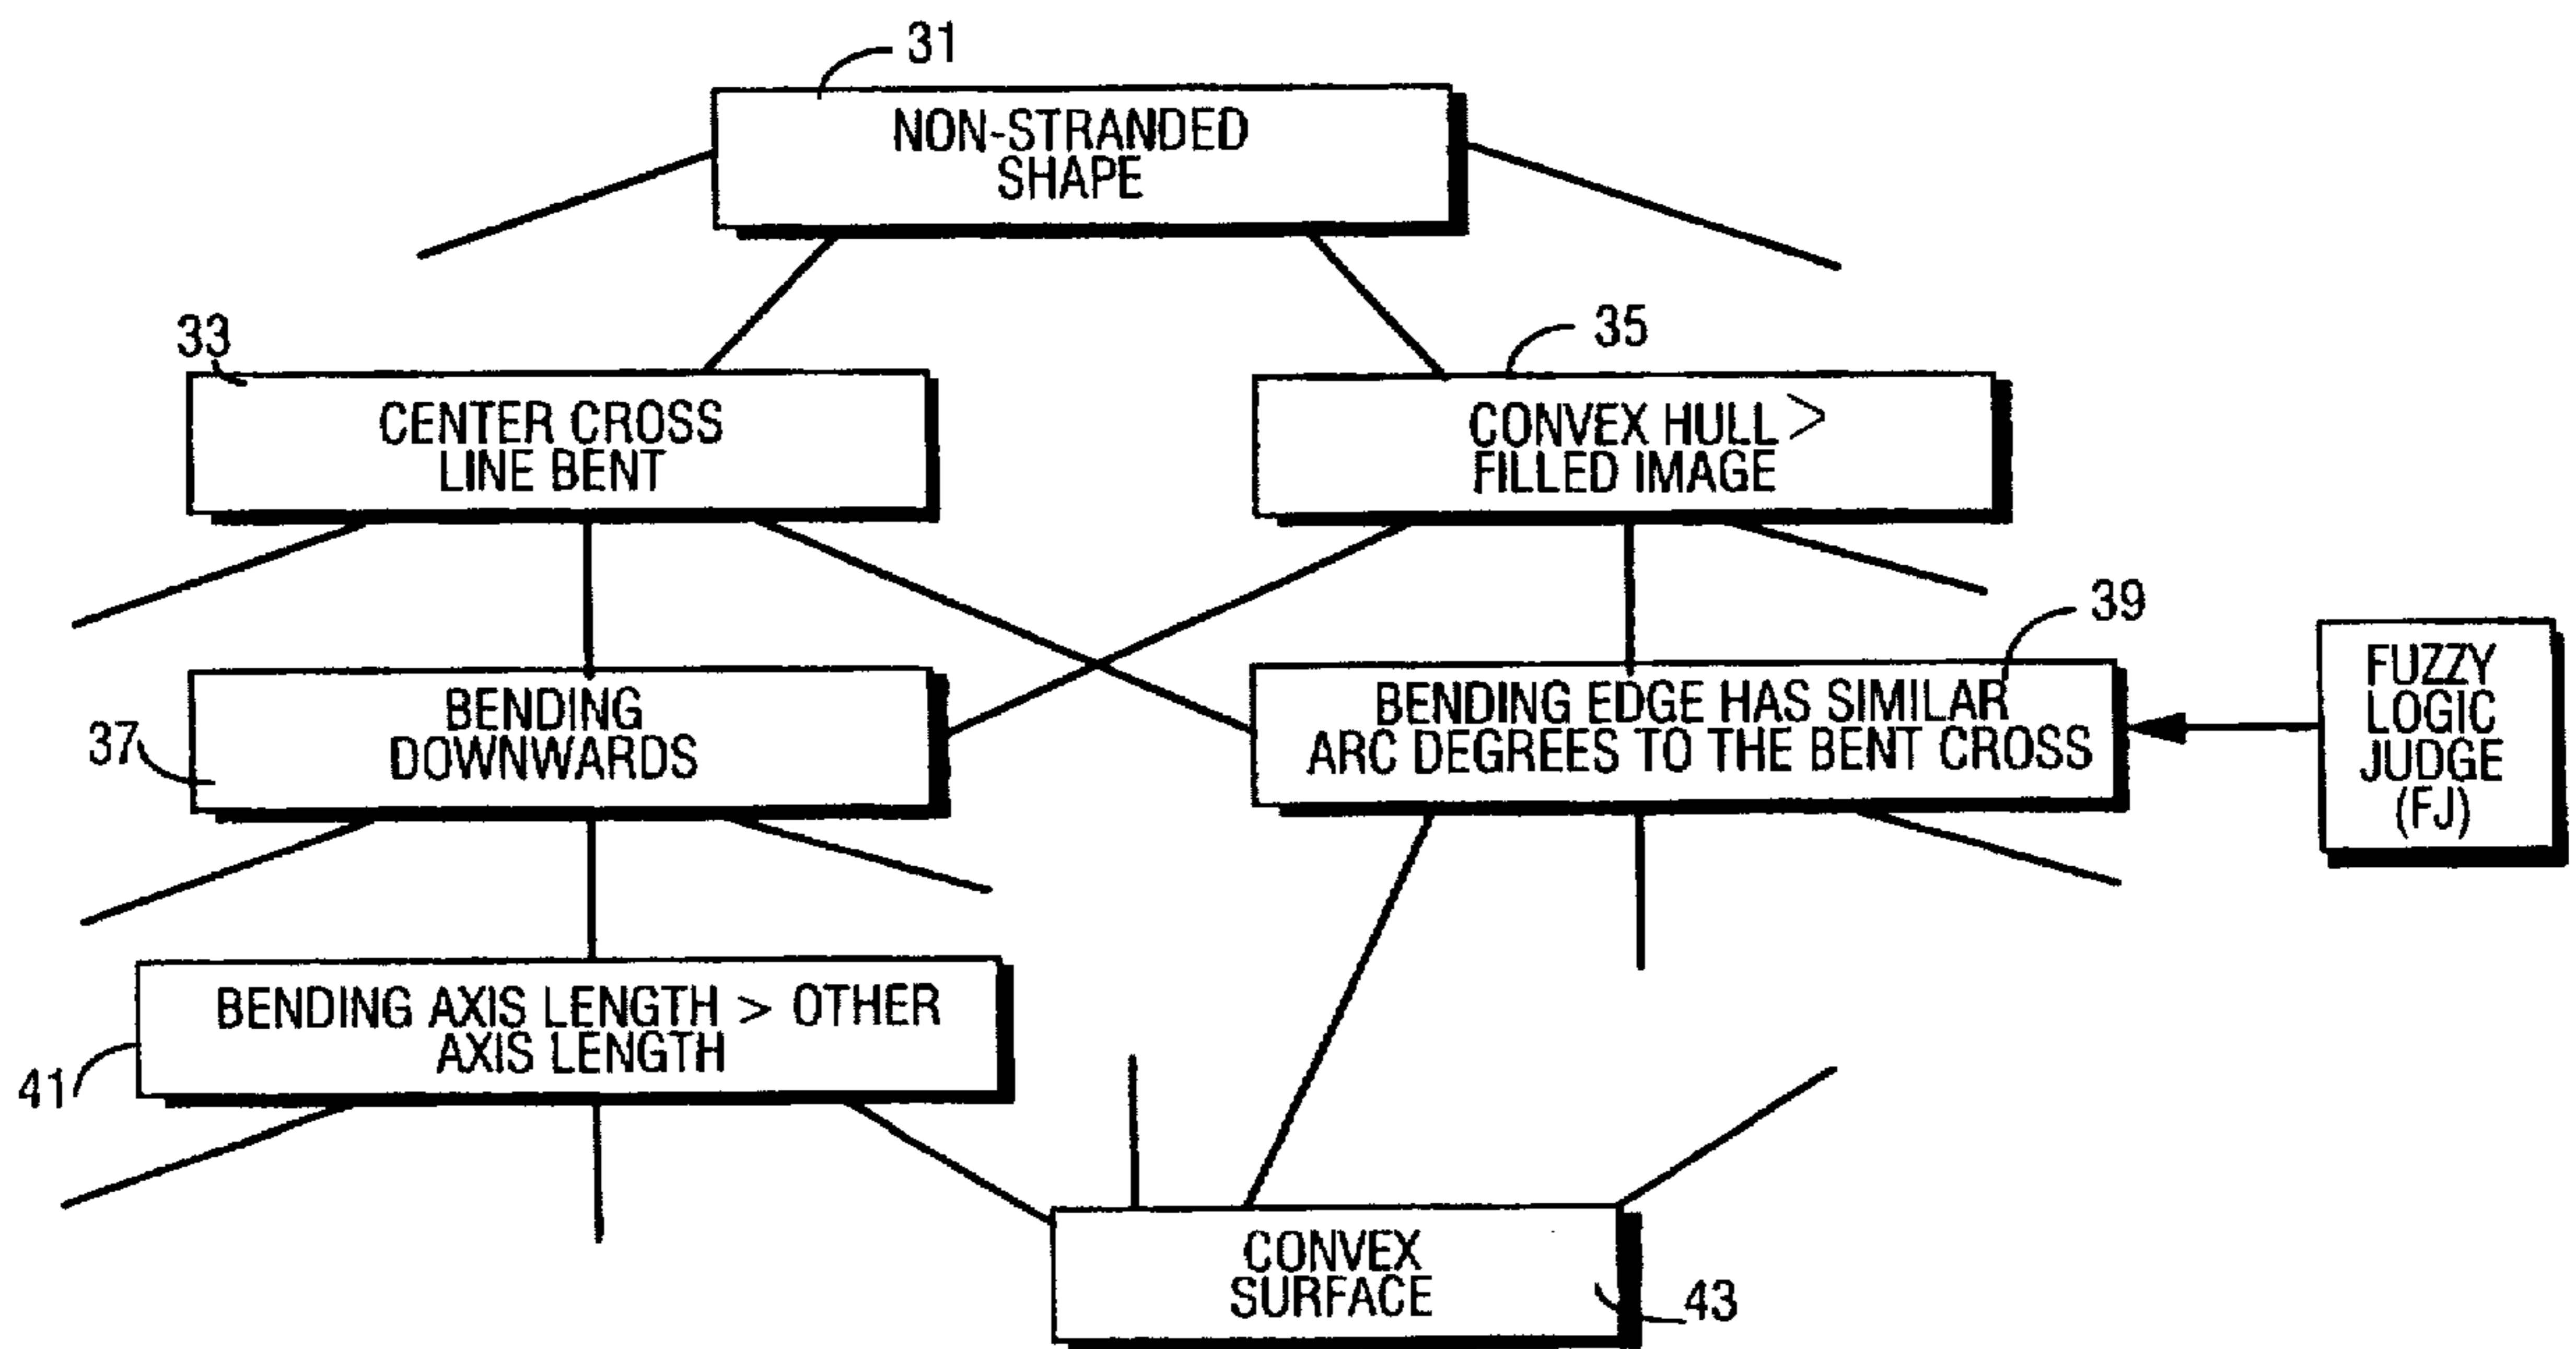 31
NON-STRANDED
SHAPE
33
CENTER CROSS
LINE BENT
35
CONVEX HULL >
FILLED IMAGE
37
BENDING
DOWNWARDS
39
BENDING EDGE HAS SIMILAR
ARC DEGREES TO THE BENT CROSS
FUZZY
LOGIC
JUDGE
(FJ)
41
BENDING AXIS LENGTH > OTHER
AXIS LENGTH
CONVEX
SURFACE
43